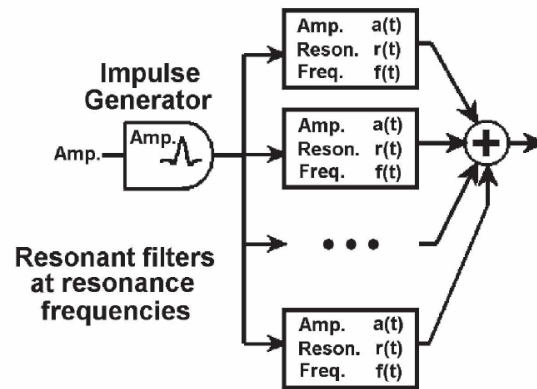 Amp. a(t)
Reson. r(t)
Freq. f(t)
Impulse
Generator
Amp.
Amp.
Amp. a(t)
Reson. r(t)
Freq. f(t)
+
Resonant filters
at resonance
frequencies
• • •
Amp. a(t)
Reson. r(t)
Freq. f(t)